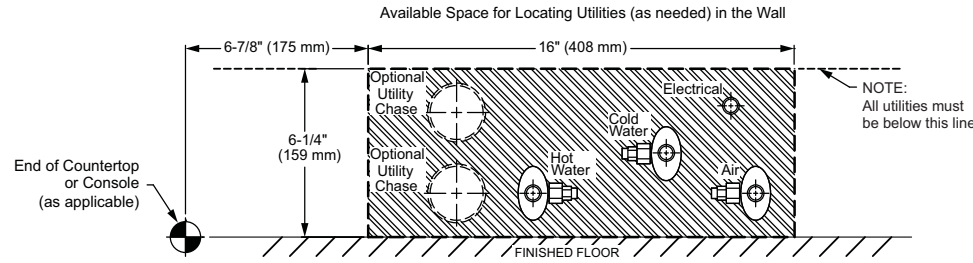 Available Space for Locating Utilities (as needed) in the Wall
6-7/8" (175 mm)
16" (408 mm)
Optional
Utility
Chase
Electrical
NOTE:
All utilities must
be below this line
6-1/4"
(159 mm)
Cold
Water
Optional
Utility
Chase
Hot
Water
Air
End of Countertop
or Console
(as applicable)
FINISHED FLOOR